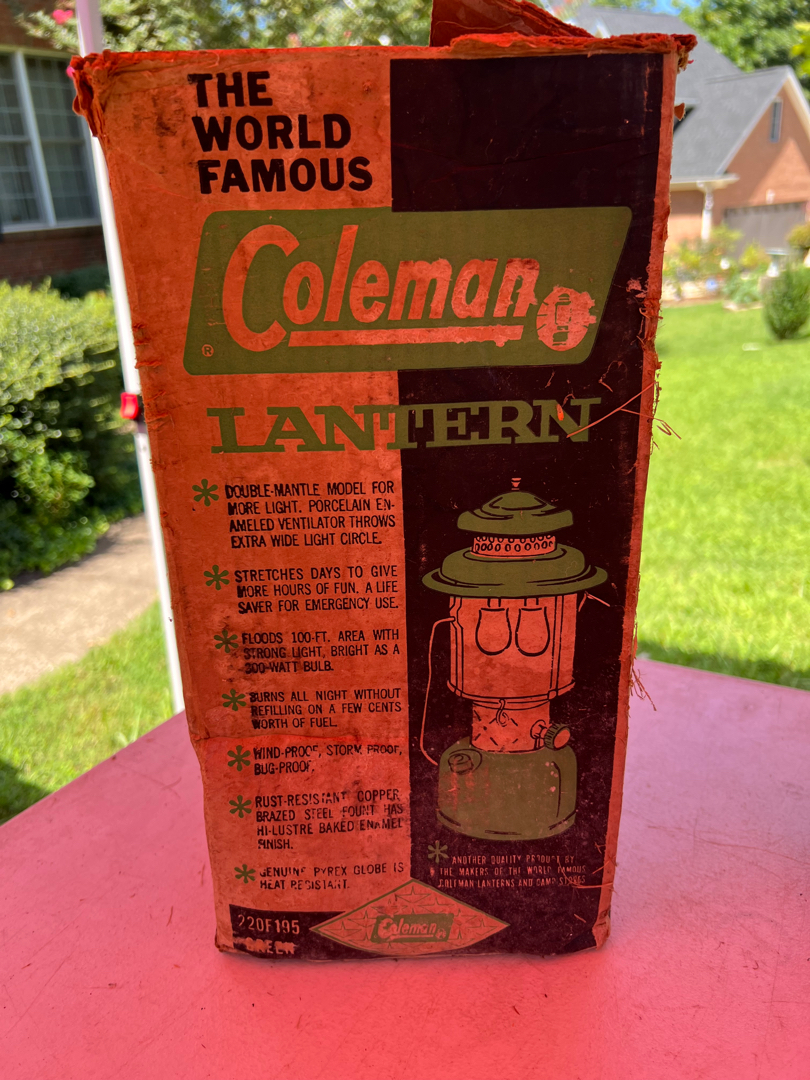 THE
WORLD
FAMOUS
Coleman
®
LANTERN
* DOUBLE-MANTLE MODEL FOR
MORE LIGHT. PORCELAIN EN-
AMELED VENTILATOR THROWS
EXTRA WIDE LIGHT CIRCLE.
* STRETCHES DAYS TO GIVE
MORE HOURS OF FUN. A LIFE
SAVER FOR EMERGENCY USE.
* FLOODS 100-FT. AREA WITH
STRONG LIGHT, BRIGHT AS A
300-WATT BULB.
* BURNS ALL NIGHT WITHOUT
REFILLING ON A FEW CENTS
WORTH OF FUEL.
* WIND-PROOF, STORM PROOF,
BUG-PROOF.
* RUST-RESISTANT COPPER
BRAZED STEEL FOUNT HAS
HI-LUSTRE BAKED ENAMEL
FINISH.
* GENUINE PYREX GLOBE IS
HEAT RESISTANT.
* ANOTHER QUALITY PRODUCT BY
THE MAKERS OF THE WORLD FAMOUS
COLEMAN LANTERNS AND CAMP STOVES
220F195
GREEN
Coleman